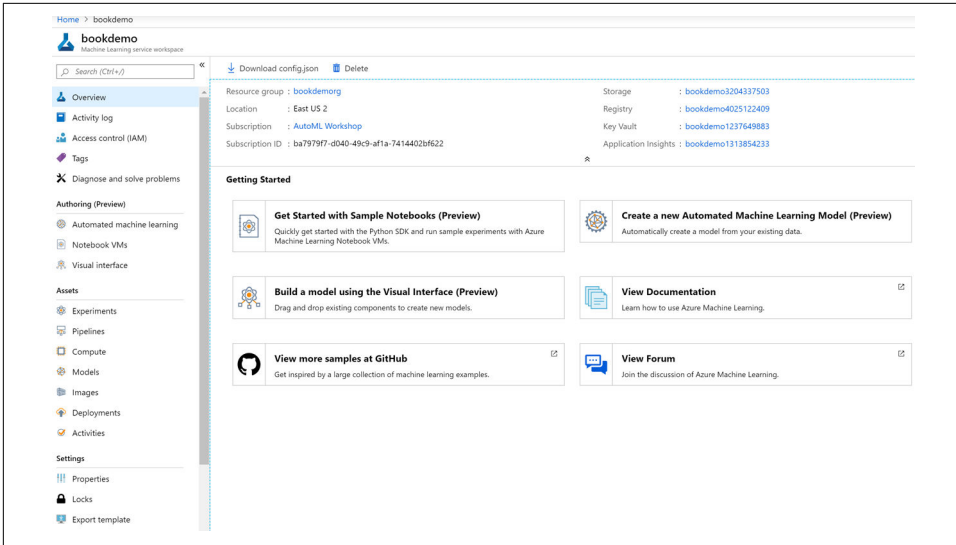 Home > bookdemo
bookdemo
Machine Learning service workspace
Search (Ctrl+/)
«
Overview
Activity log
Access control (IAM)
Tags
Diagnose and solve problems
Authoring (Preview)
Automated machine learning
Notebook VMs
Visual interface
Assets
Experiments
Pipelines
Compute
Models
Images
Deployments
Activities
Settings
Properties
Locks
Export template
Download config.json Delete
Resource group : bookdemorg
Location : East US 2
Subscription : AutoML Workshop
Subscription ID : ba7979f7-d040-49c9-af1a-7414402bf622
Storage : bookdemo3204337503
Registry : bookdemo4025122409
Key Vault : bookdemo1237649883
Application Insights : bookdemo1313854233
Getting Started
Get Started with Sample Notebooks (Preview)
Quickly get started with the Python SDK and run sample experiments with Azure
Machine Learning Notebook VMs.
Create a new Automated Machine Learning Model (Preview)
Automatically create a model from your existing data.
Build a model using the Visual Interface (Preview)
Drag and drop existing components to create new models.
View Documentation
Learn how to use Azure Machine Learning.
View more samples at GitHub
Get inspired by a large collection of machine learning examples.
View Forum
Join the discussion of Azure Machine Learning.